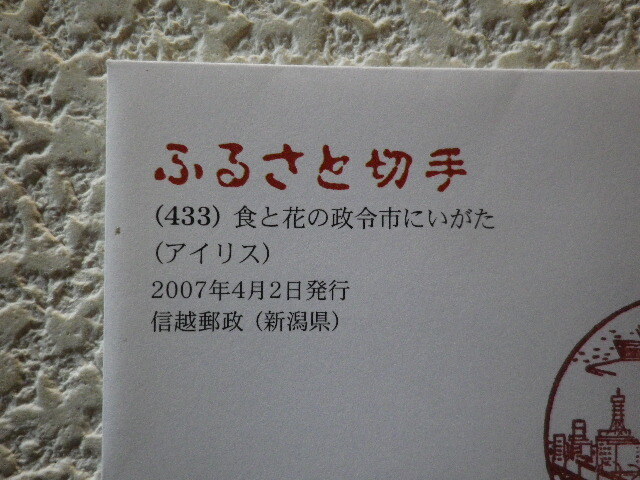 ふるさと切手
(433) 食と花の政令市にいがた
(アイリス)
2007年4月2日発行
信越郵政 (新潟県)